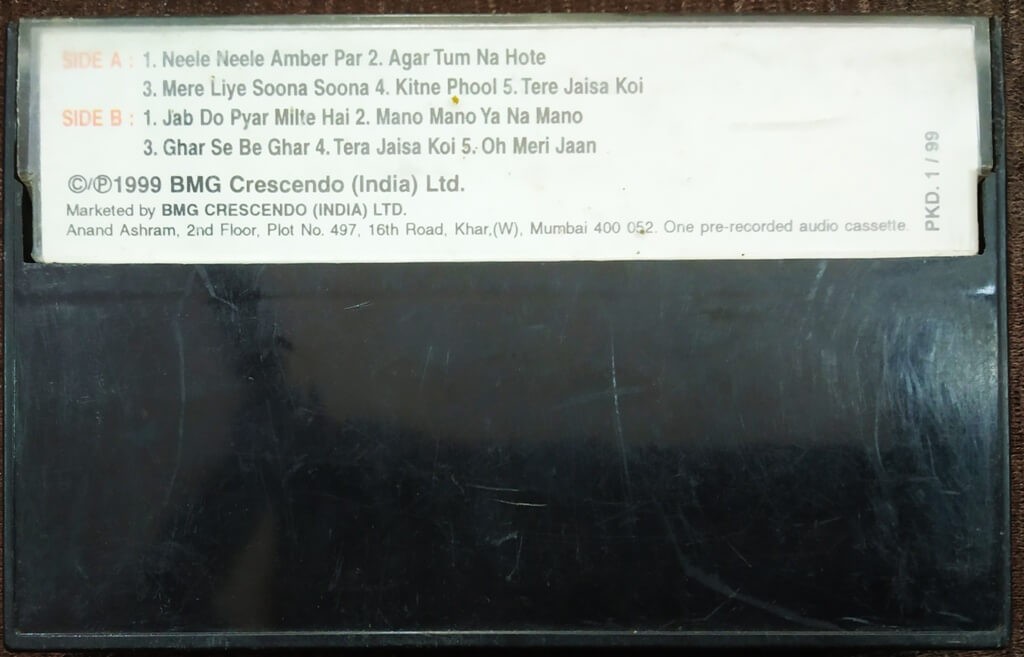 SIDE A : 1. Neele Neele Amber Par 2. Agar Tum Na Hote
3. Mere Liye Soona Soona 4. Kitne Phool 5. Tere Jaisa Koi
SIDE B : 1. Jab Do Pyar Milte Hai 2. Mano Mano Ya Na Mano
3. Ghar Se Be Ghar 4. Tera Jaisa Koi 5. Oh Meri Jaan
©/℗1999 BMG Crescendo (India) Ltd.
Marketed by BMG CRESCENDO (INDIA) LTD.
Anand Ashram, 2nd Floor, Plot No. 497, 16th Road, Khar,(W), Mumbai 400 052. One pre-recorded audio cassette.
PKD. 1 / 99